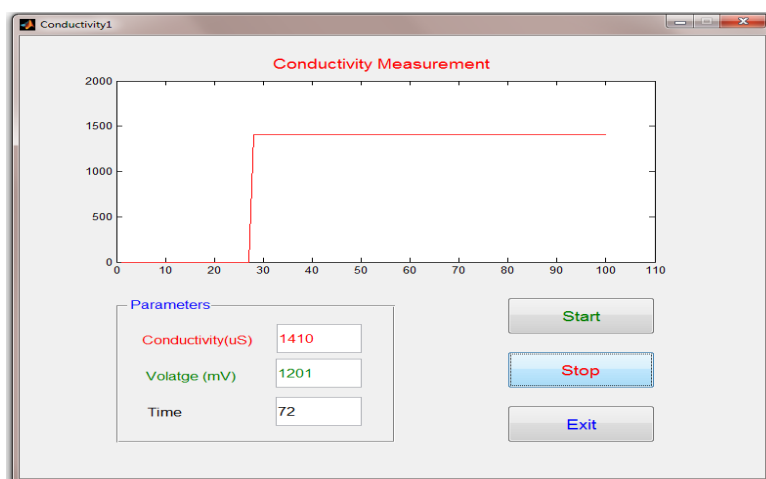 Conductivity1
Conductivity Measurement
2000
1500
1000
500
0
0 10 20 30 40 50 60 70 80 90 100 110
Parameters
Conductivity(uS) 1410
Volatge (mV) 1201
Time 72
Start
Stop
Exit